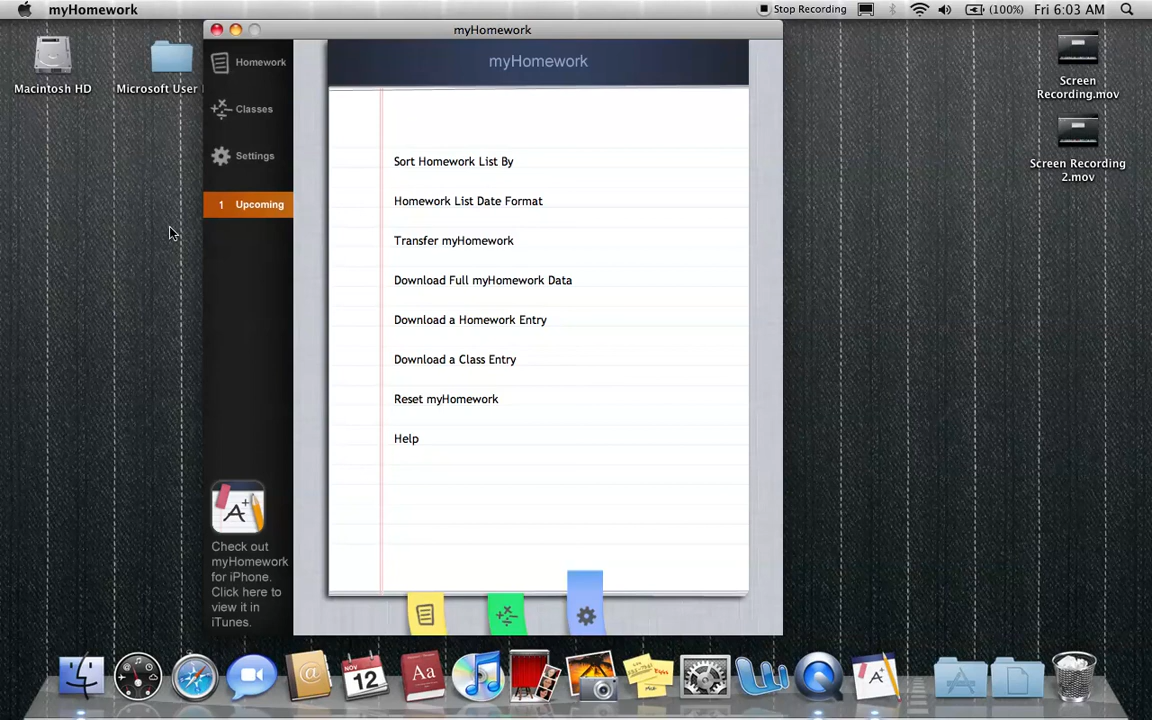 myHomework
Stop Recording
(100%)
Fri 6:03 AM
myHomework
Macintosh HD
Microsoft User
Screen
Recording.mov
Screen Recording
2.mov
Homework
Classes
Settings
1 Upcoming
myHomework
Sort Homework List By
Homework List Date Format
Transfer myHomework
Download Full myHomework Data
Download a Homework Entry
Download a Class Entry
Reset myHomework
Help
A+
Check out
myHomework
for iPhone.
Click here to
view it in
iTunes.
NOV
12
Aa